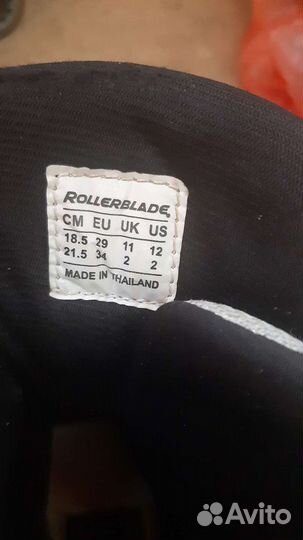 ROLLERBLADE®
CM EU UK US
18.5 29 11 12
21.5 34 2 2
MADE IN THAILAND
Avito